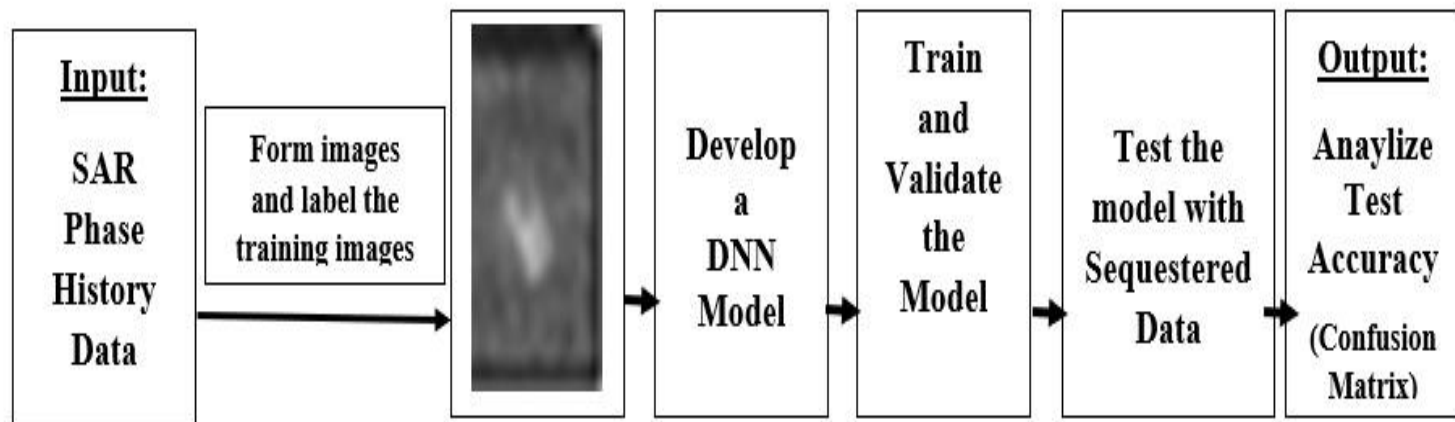 Input:
SAR
Phase
History
Data
Form images
and label the
training images
Develop
a
DNN
Model
Train
and
Validate
the
Model
Test the
model with
Sequestered
Data
Output:
Anaylize
Test
Accuracy
(Confusion
Matrix)